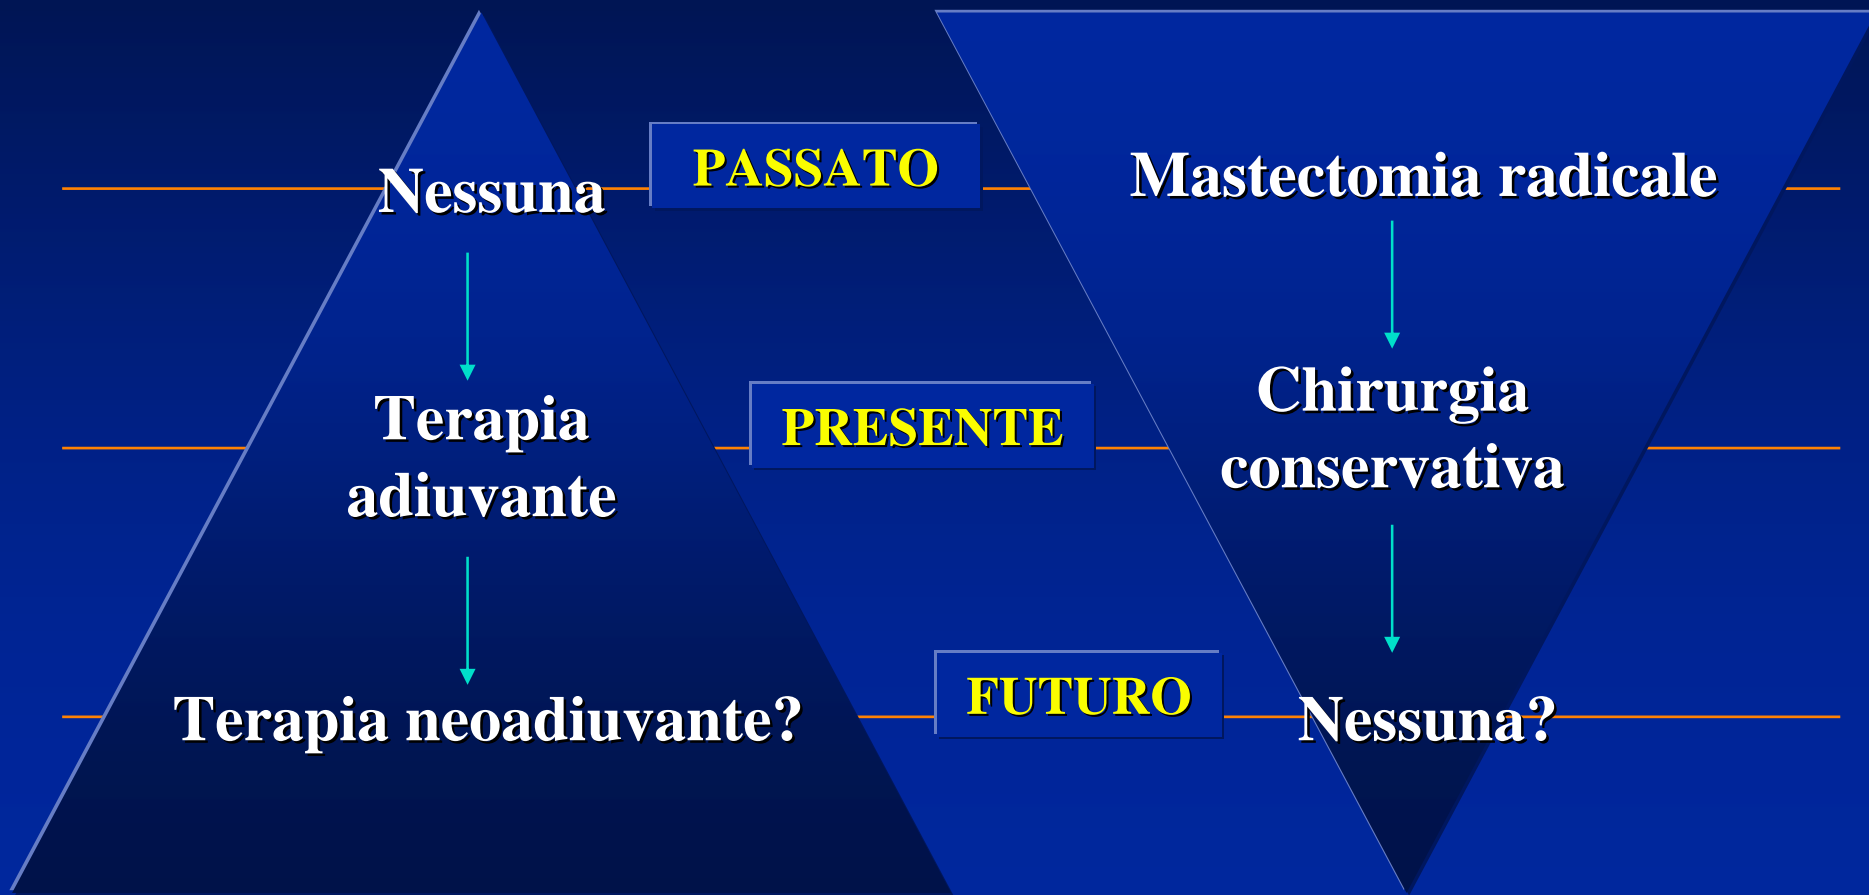 Nessuna
PASSATO
Mastectomia radicale
Terapia
adiuvante
PRESENTE
Chirurgia
conservativa
Terapia neoadiuvante?
FUTURO
Nessuna?